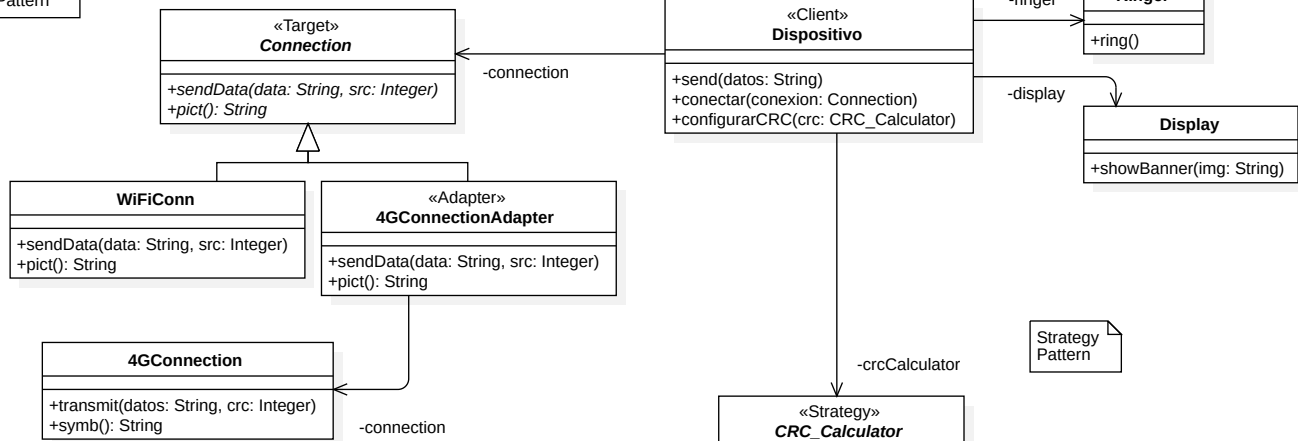 Pattern
«Target»
Connection
+sendData(data: String, src: Integer)
+pict(): String
-connection
«Client»
Dispositivo
+send(datos: String)
+conectar(conexion: Connection)
+configurarCRC(crc: CRC_Calculator)
-ringer
Ringer
+ring()
-display
Display
+showBanner(img: String)
WiFiConn
+sendData(data: String, src: Integer)
+pict(): String
«Adapter»
4GConnectionAdapter
+sendData(data: String, src: Integer)
+pict(): String
4GConnection
+transmit(datos: String, crc: Integer)
+symb(): String
-connection
-crcCalculator
Strategy
Pattern
«Strategy»
CRC_Calculator